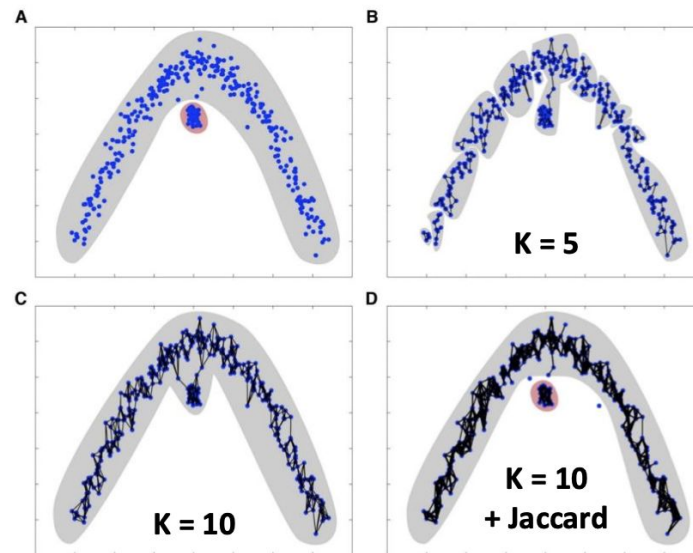 A
B
K = 5
C
K = 10
D
K = 10
+ Jaccard